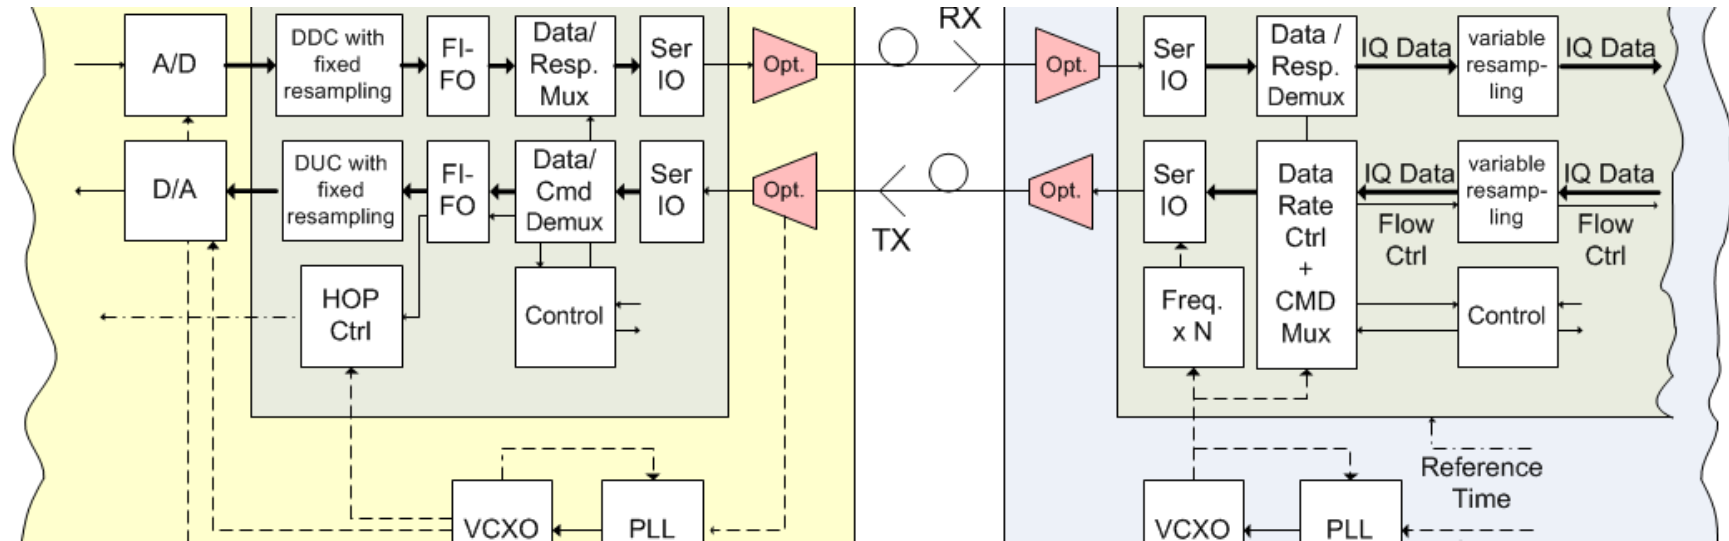 RX
A/D
DDC with
fixed
resampling
FI-
FO
Data/
Resp.
Mux
Ser
IO
Opt.
Opt.
Ser
IO
Data /
Resp.
Demux
IQ Data
variable
resamp-
ling
IQ Data
D/A
DUC with
fixed
resampling
FI-
FO
Data/
Cmd
Demux
Ser
IO
Opt.
TX
Opt.
Ser
IO
Data
Rate
Ctrl
+
CMD
Mux
IQ Data
Flow
Ctrl
variable
resamp-
ling
IQ Data
Flow
Ctrl
HOP
Ctrl
Control
Freq.
x N
Control
Reference
Time
VCXO
PLL
VCXO
PLL